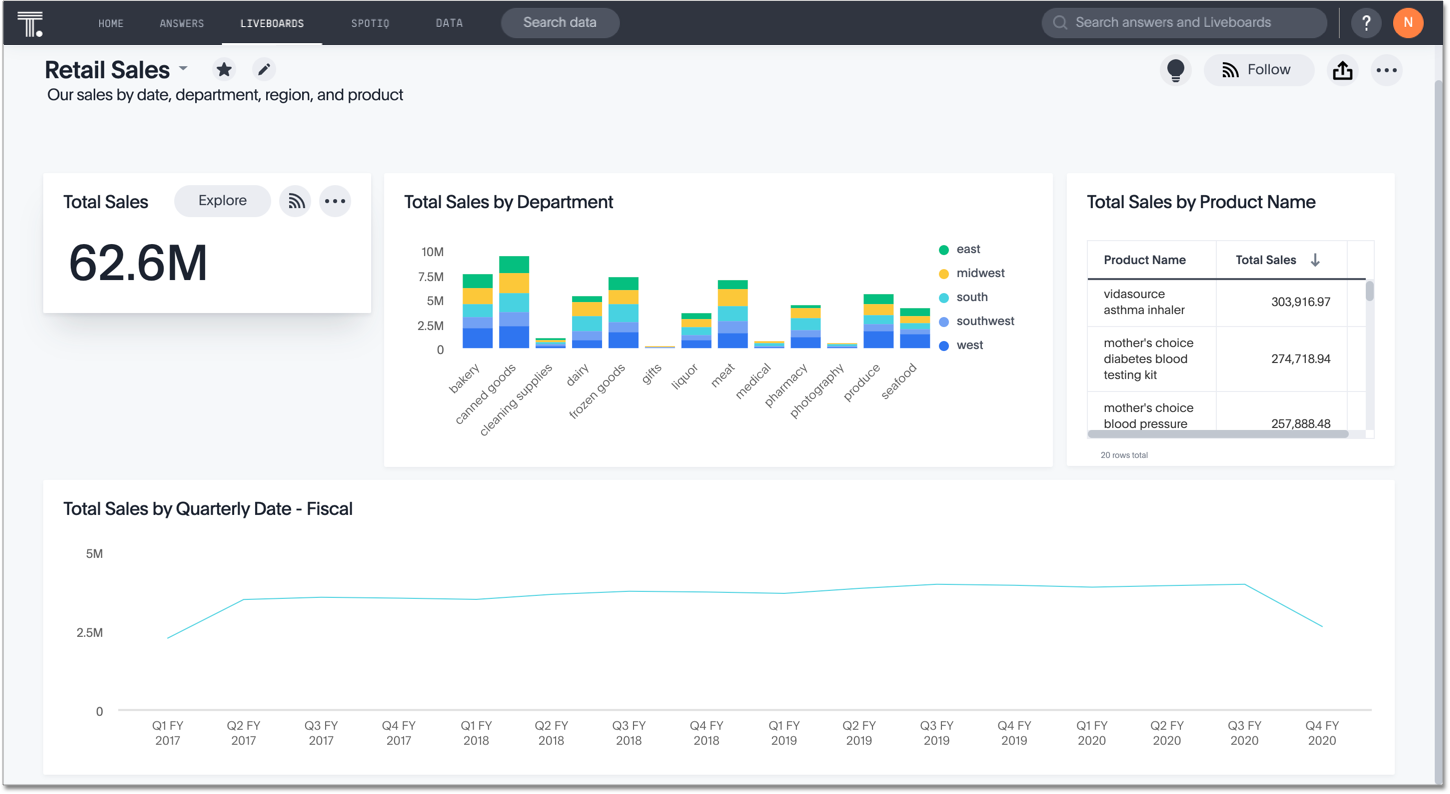 HOME ANSWERS LIVEBOARDS SPOTIQ DATA Search data Search answers and Liveboards ? N
Retail Sales Follow
Our sales by date, department, region, and product
Total Sales Explore
62.6M
Total Sales by Department
10M
7.5M
5M
2.5M
0
bakery
canned goods
cleaning supplies
dairy
frozen goods
gifts
liquor
meat
medical
pharmacy
photography
produce
seafood
east
midwest
south
southwest
west
Total Sales by Product Name
Product Name Total Sales
vidasource
asthma inhaler 303,916.97
mother's choice
diabetes blood 274,718.94
testing kit
mother's choice
blood pressure 257,888.48
20 rows total
Total Sales by Quarterly Date - Fiscal
5M
2.5M
0
Q1 FY Q2 FY Q3 FY Q4 FY Q1 FY Q2 FY Q3 FY Q4 FY Q1 FY Q2 FY Q3 FY Q4 FY Q1 FY Q2 FY Q3 FY Q4 FY
2017 2017 2017 2017 2018 2018 2018 2018 2019 2019 2019 2019 2020 2020 2020 2020